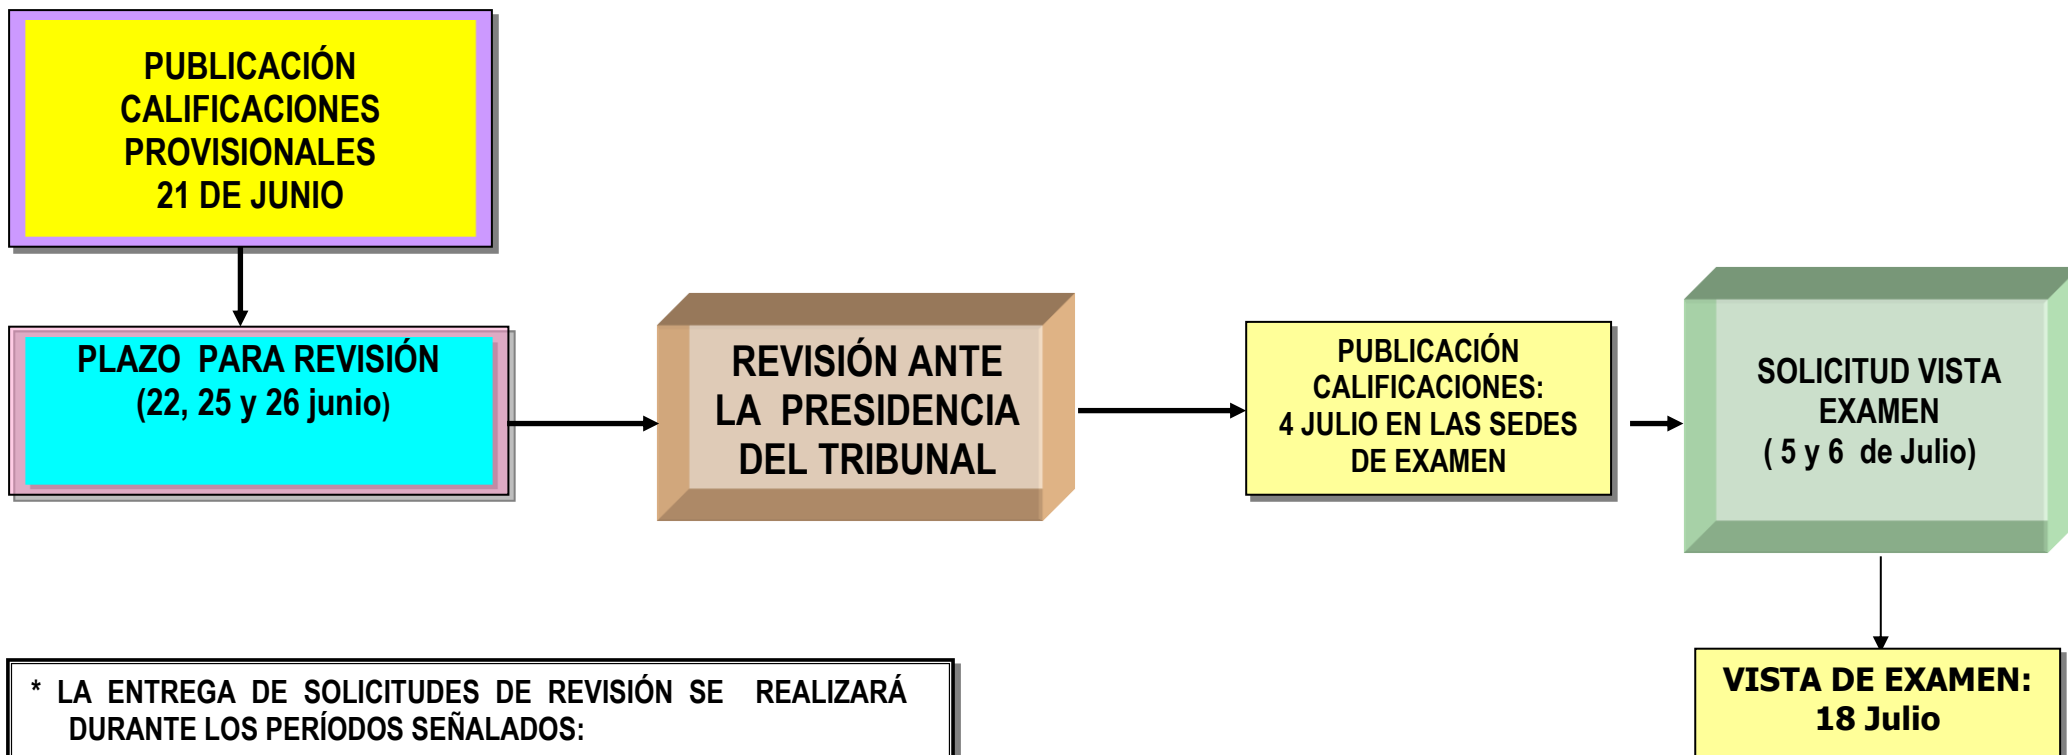 PUBLICACIÓN
CALIFICACIONES
PROVISIONALES
21 DE JUNIO
PLAZO PARA REVISIÓN
(22, 25 y 26 junio)
REVISIÓN ANTE
LA PRESIDENCIA
DEL TRIBUNAL
PUBLICACIÓN
CALIFICACIONES:
4 JULIO EN LAS SEDES
DE EXAMEN
SOLICITUD VISTA
EXAMEN
( 5 y 6 de Julio)
VISTA DE EXAMEN:
18 Julio
* LA ENTREGA DE SOLICITUDES DE REVISIÓN SE REALIZARÁ
DURANTE LOS PERÍODOS SEÑALADOS: